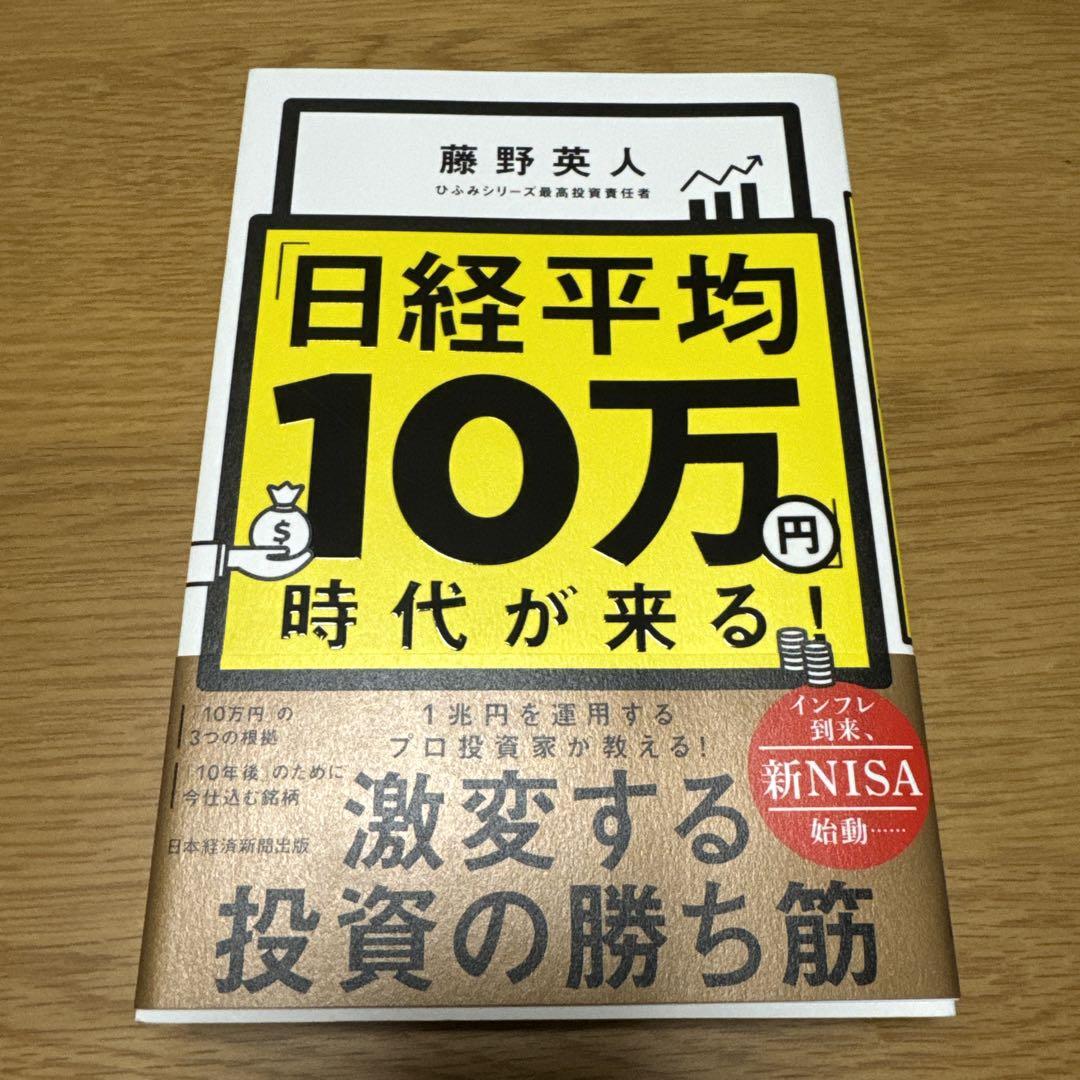 藤野英人
ひふみシリーズ最高投資責任者
「日経平均
10万円」
時代が来る!
$
「10万円」の
3つの根拠
「10年後」のために
今仕込む銘柄
日本経済新聞出版
1兆円を運用する
プロ投資家が教える!
激変する
投資の勝ち筋
インフレ
到来、
新NISA
始動……